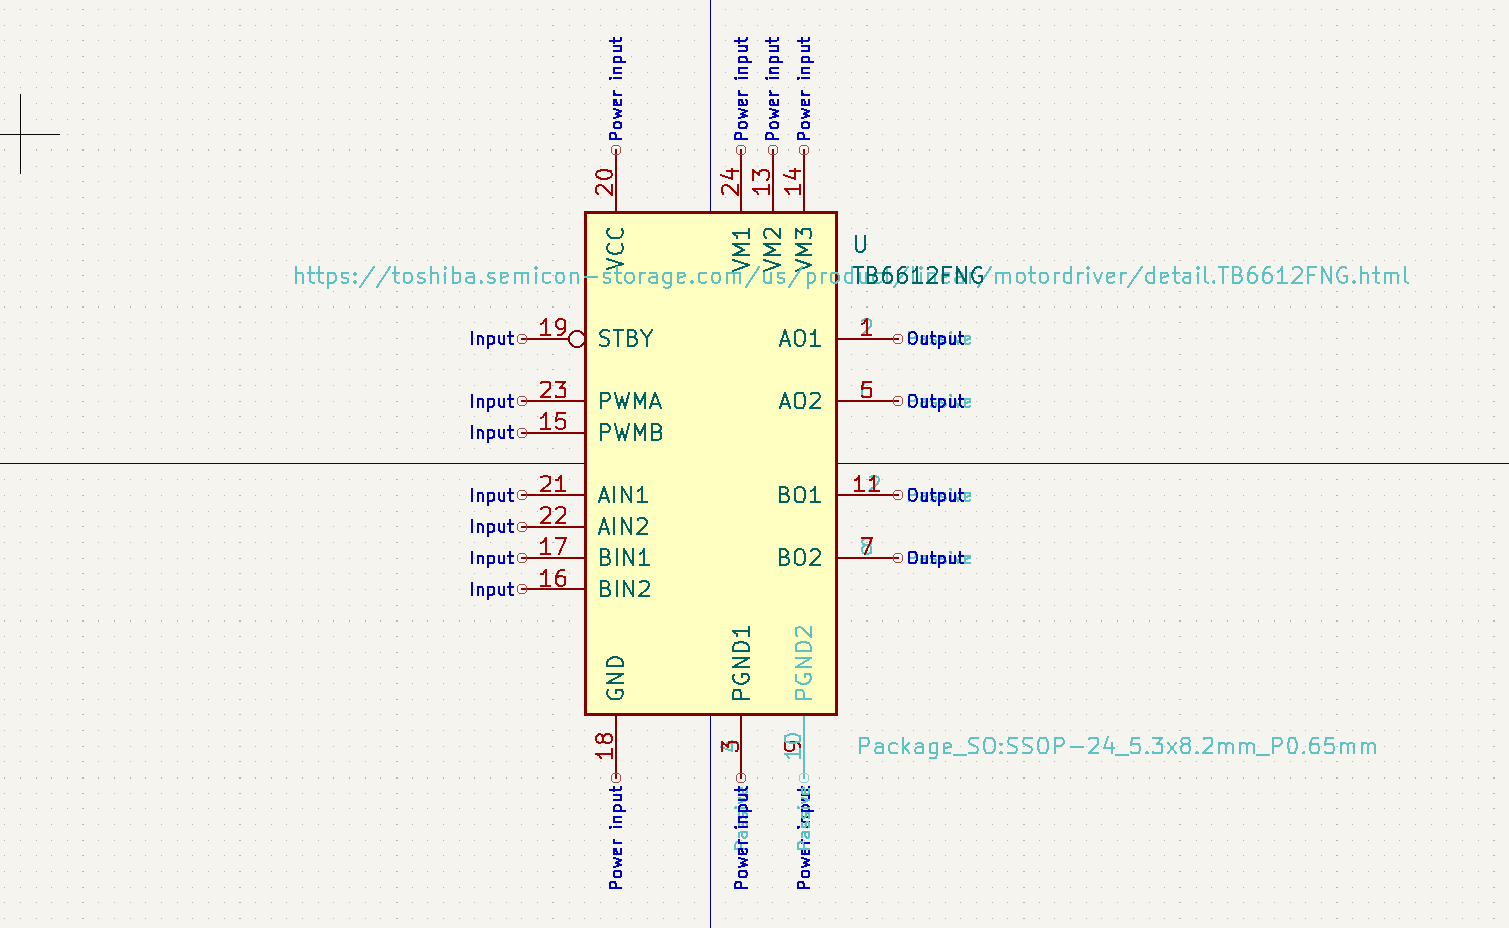 Power input
Power input
Power input
Power input
20
24
13
14
VCC
VM1
VM2
VM3
U
TB6612FNG
https://toshiba.semicon-storage.com/us/product/linear/motordriver/detail.TB6612FNG.html
Input 19 STBY
AO1 1 Output
Input 23 PWMA
AO2 5 Output
Input 15 PWMB
Input 21 AIN1
BO1 11 Output
Input 22 AIN2
Input 17 BIN1
BO2 7 Output
Input 16 BIN2
GND
PGND1
PGND2
18
3
9
10
Package_SO:SSOP-24_5.3x8.2mm_P0.65mm
Power input
Power input
Power input